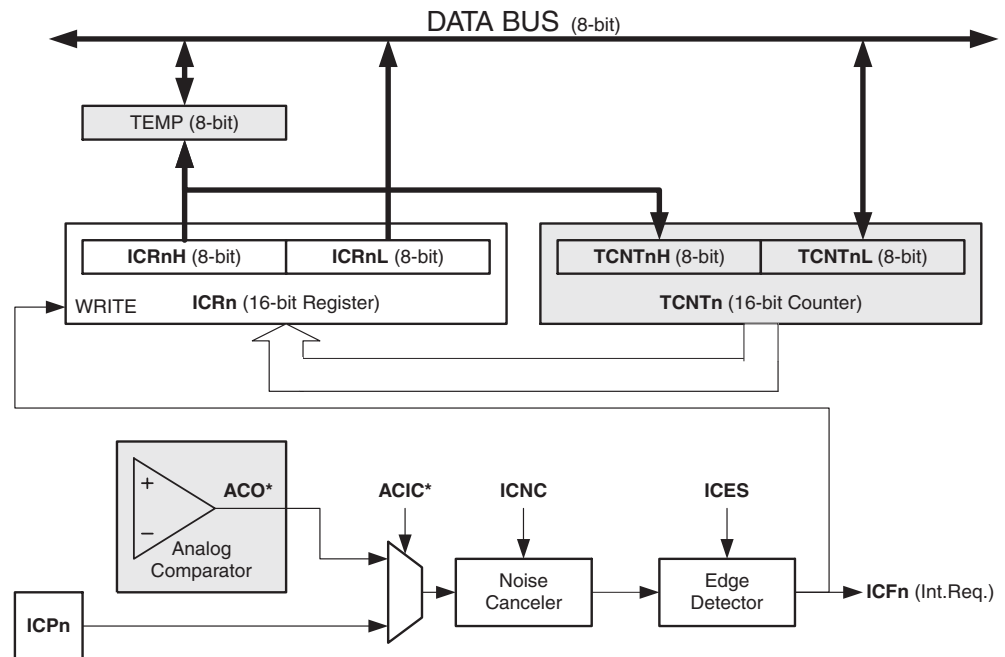 DATA BUS (8-bit)
TEMP (8-bit)
ICRnH (8-bit)
ICRnL (8-bit)
TCNTnH (8-bit)
TCNTnL (8-bit)
WRITE
ICRn (16-bit Register)
TCNTn (16-bit Counter)
+
−
ACO*
Analog
Comparator
ACIC*
ICNC
ICES
Noise
Canceler
Edge
Detector
ICFn (Int.Req.)
ICPn